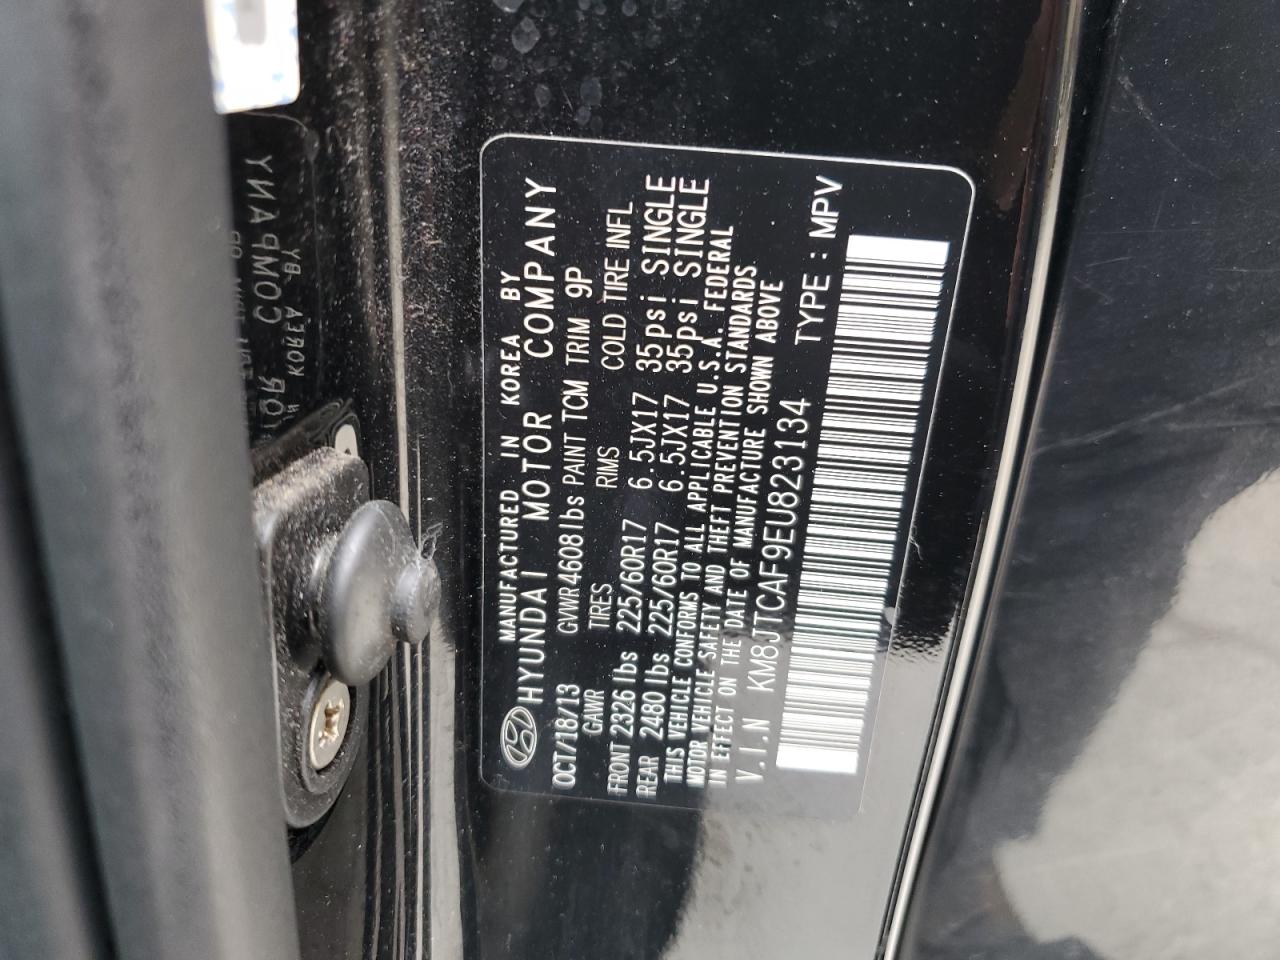 MANUFACTURED IN KOREA BY
HYUNDAI MOTOR COMPANY
OCT/18/13 GVWR 4608lbs PAINT TCM TRIM 9P
GAWR TIRES RIMS COLD TIRE INFL
FRONT 2326 lbs 225/60R17 6.5JX17 35psi SINGLE
REAR 2480 lbs 225/60R17 6.5JX17 35psi SINGLE
THIS VEHICLE CONFORMS TO ALL APPLICABLE U.S.A. FEDERAL
MOTOR VEHICLE SAFETY AND THEFT PREVENTION STANDARDS
IN EFFECT ON THE DATE OF MANUFACTURE SHOWN ABOVE
V.I.N KM8JTCAF9EU823134 TYPE : MPV
KOREA BY
COMPANY